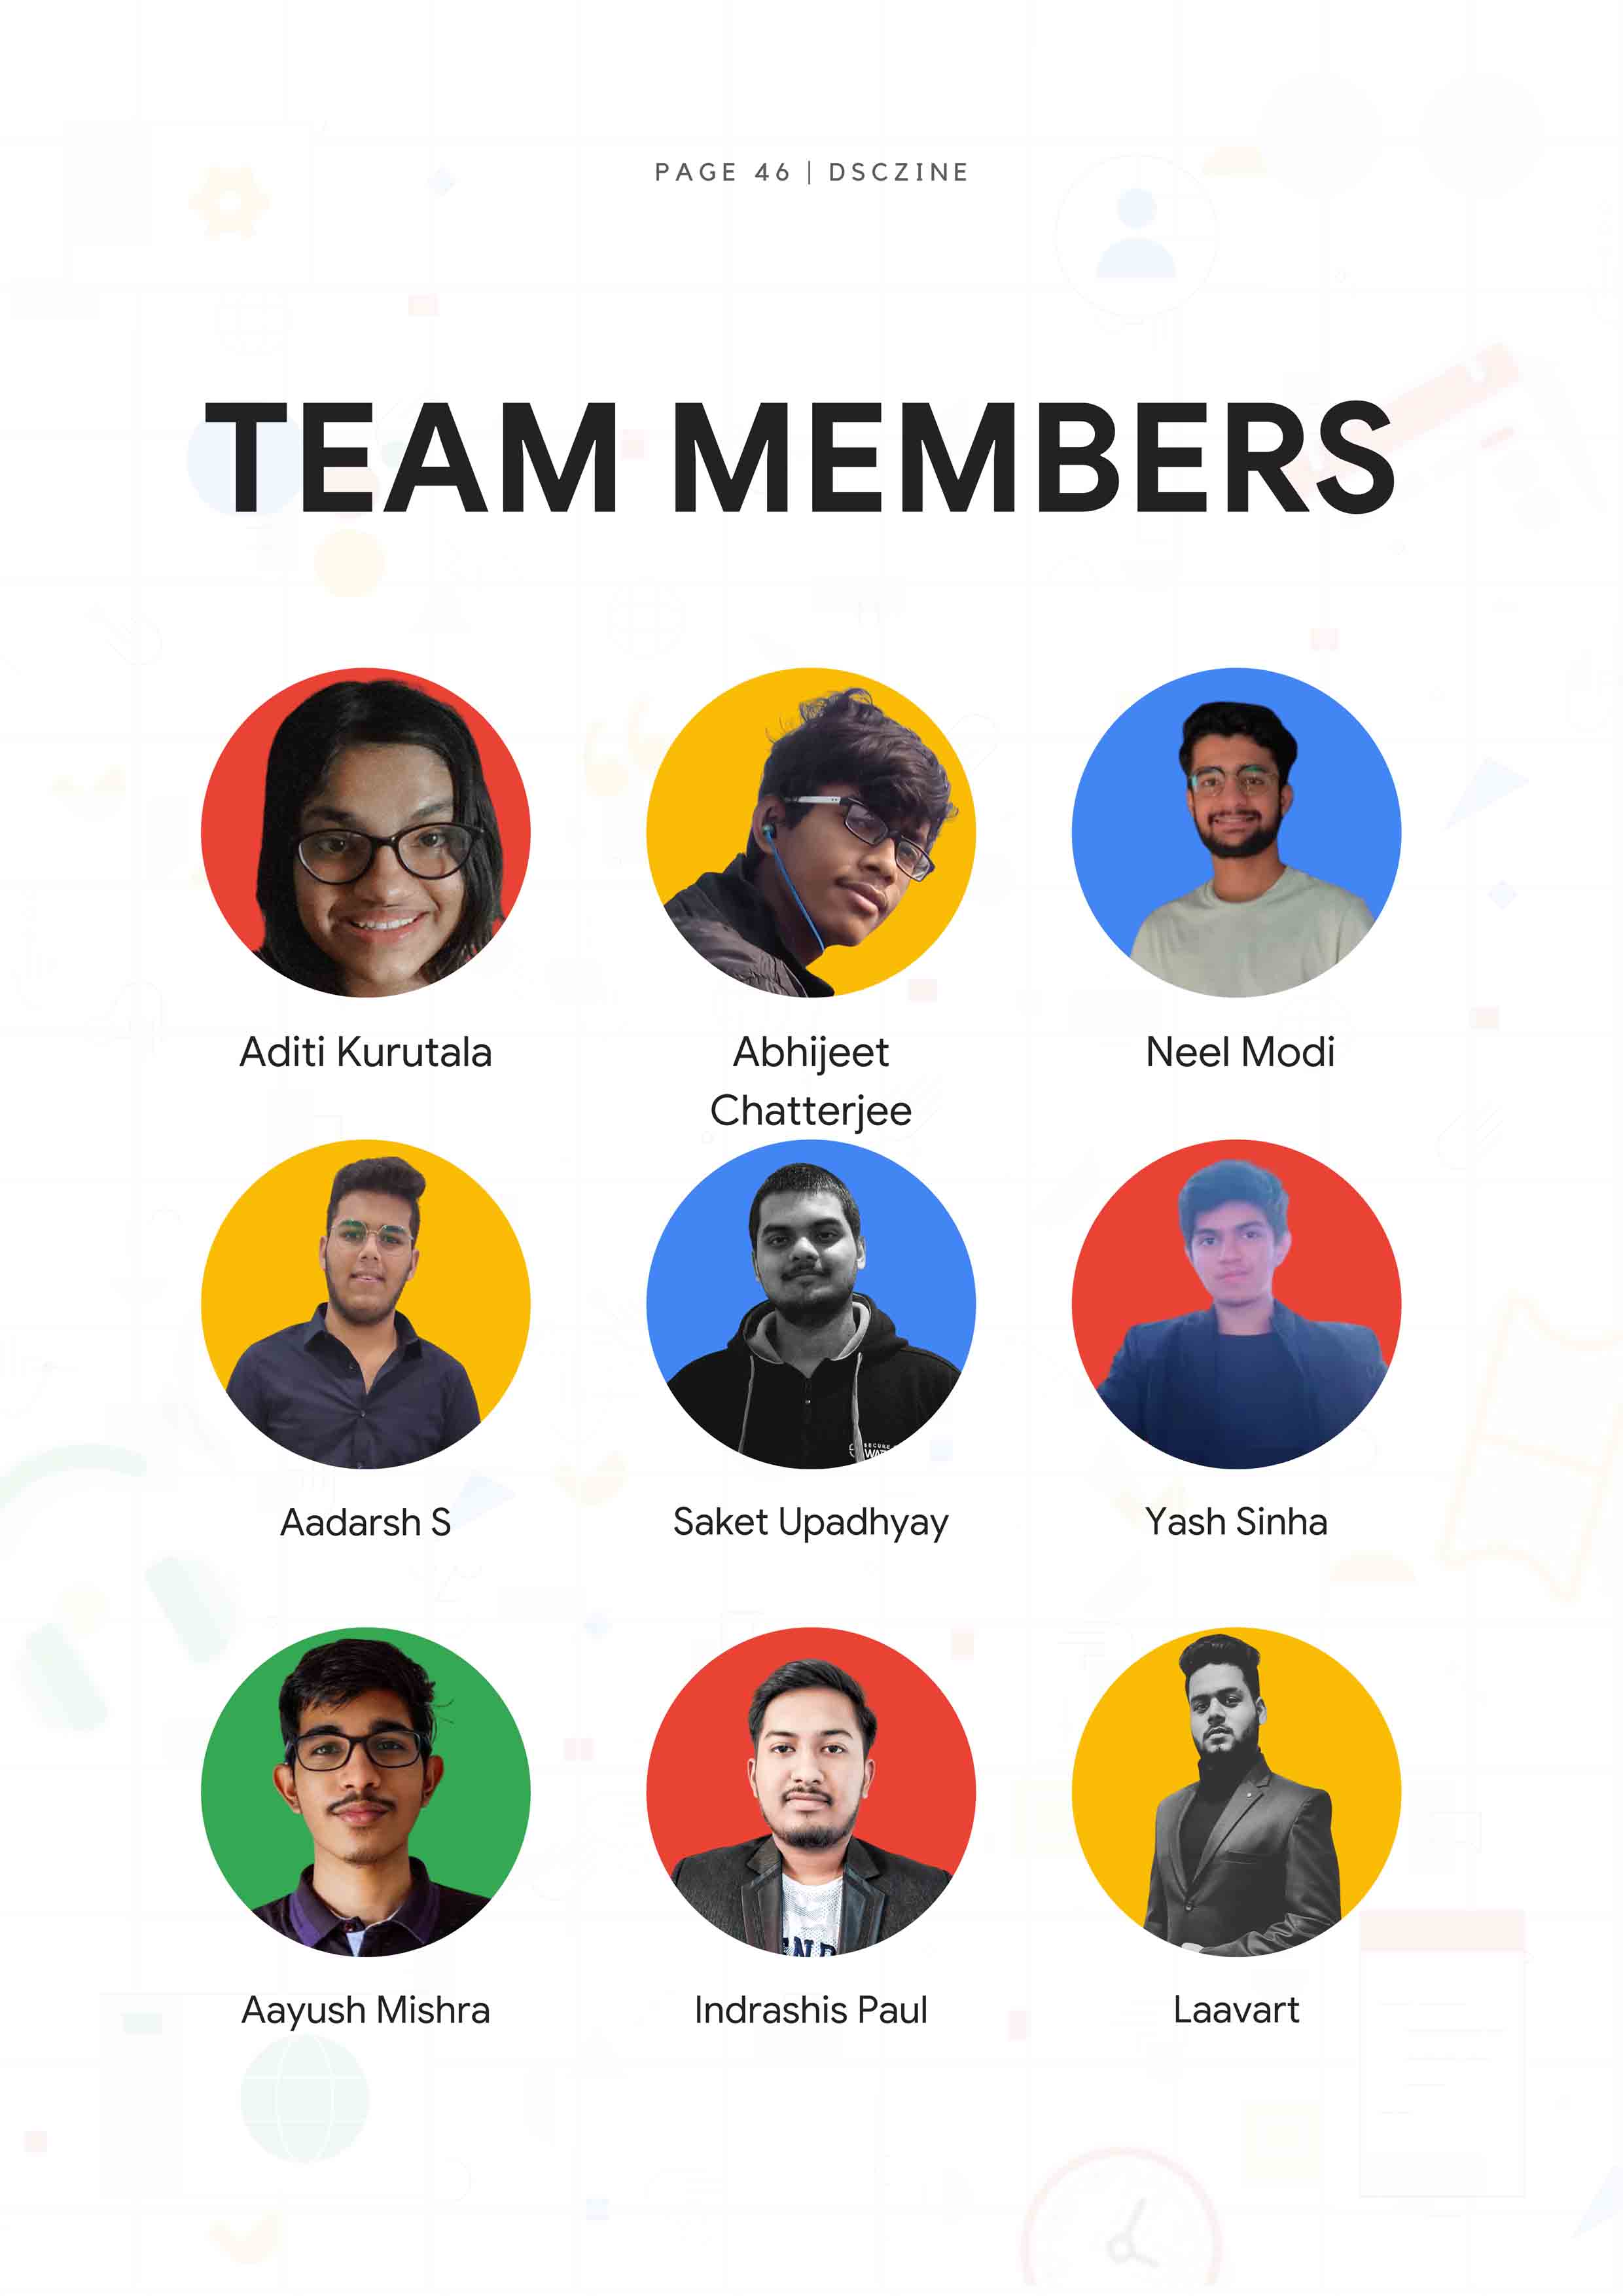 PAGE 46 | DSCZINE
TEAM MEMBERS
Aditi Kurutala
Abhijeet
Chatterjee
Neel Modi
Aadarsh S
Saket Upadhyay
Yash Sinha
Aayush Mishra
Indrashis Paul
Laavart